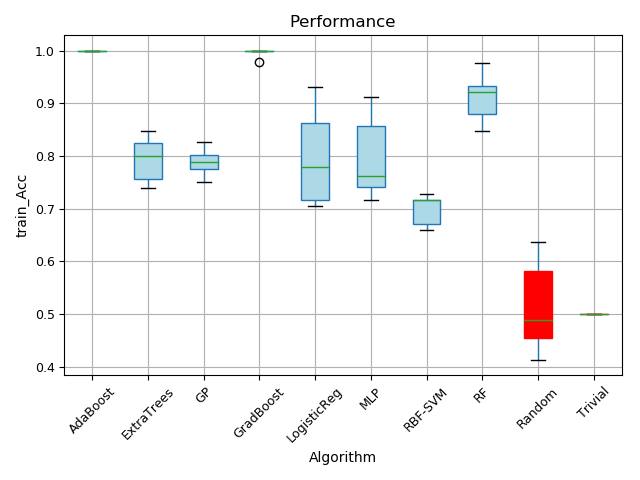 Performance
1.0
0.9
0.8
0.7
0.6
0.5
0.4
train_Acc
AdaBoost
ExtraTrees
GP
GradBoost
LogisticReg
MLP
RBF-SVM
RF
Random
Trivial
Algorithm